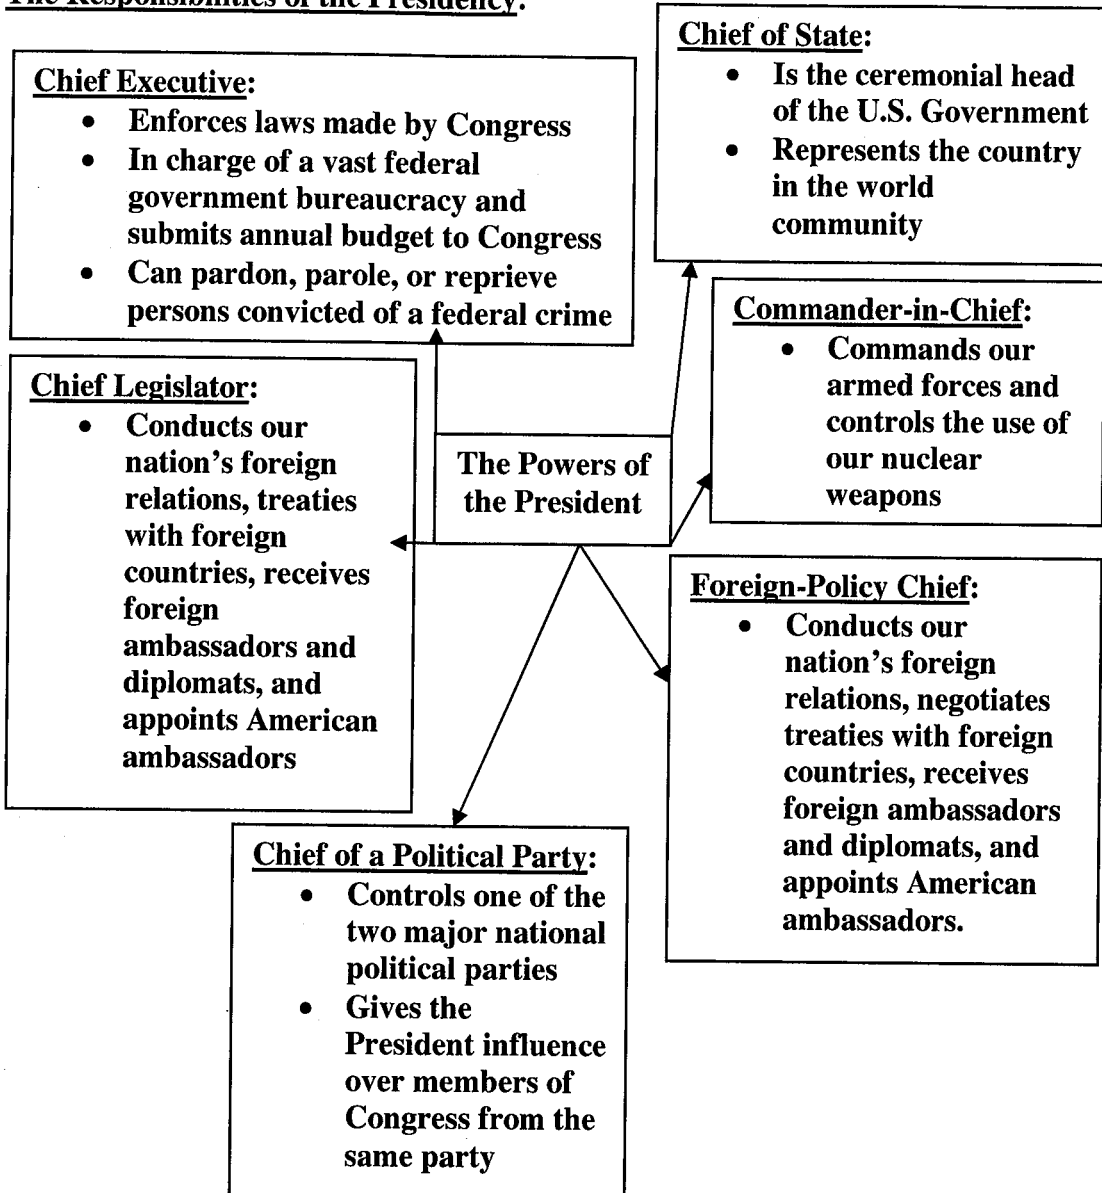 The Responsibilities of the Presidency:
Chief Executive:
• Enforces laws made by Congress
• In charge of a vast federal
government bureaucracy and
submits annual budget to Congress
• Can pardon, parole, or reprieve
persons convicted of a federal crime
Chief of State:
• Is the ceremonial head
of the U.S. Government
• Represents the country
in the world
community
Commander-in-Chief:
• Commands our
armed forces and
controls the use of
our nuclear
weapons
Chief Legislator:
• Conducts our
nation's foreign
relations, treaties
with foreign
countries, receives
foreign
ambassadors and
diplomats, and
appoints American
ambassadors
The Powers of
the President
Foreign-Policy Chief:
• Conducts our
nation's foreign
relations, negotiates
treaties with foreign
countries, receives
foreign ambassadors
and diplomats, and
appoints American
ambassadors.
Chief of a Political Party:
• Controls one of the
two major national
political parties
• Gives the
President influence
over members of
Congress from the
same party